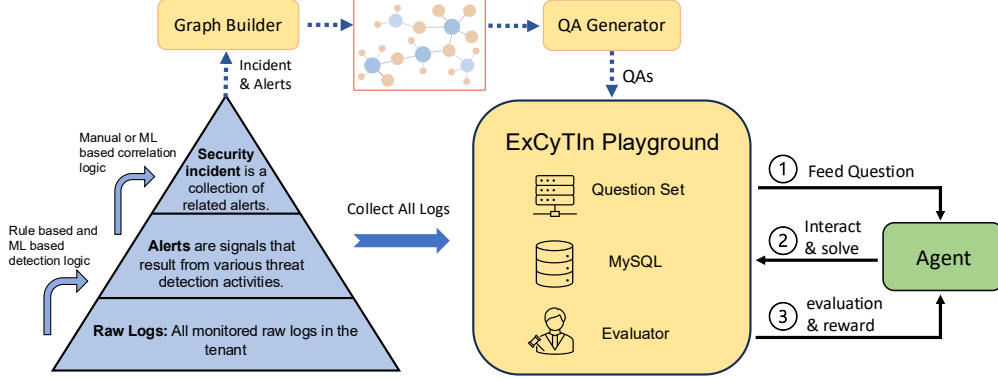 Graph Builder
QA Generator
Incident
& Alerts
QAs
Manual or ML
based correlation
logic
Security
incident is a
collection of
related alerts.
Rule based and
ML based
detection logic
Alerts are signals that
result from various threat
detection activities.
Raw Logs: All monitored raw logs in the
tenant
Collect All Logs
ExCyTIn Playground
Question Set
MySQL
Evaluator
1 Feed Question
2 Interact
& solve
3 evaluation
& reward
Agent